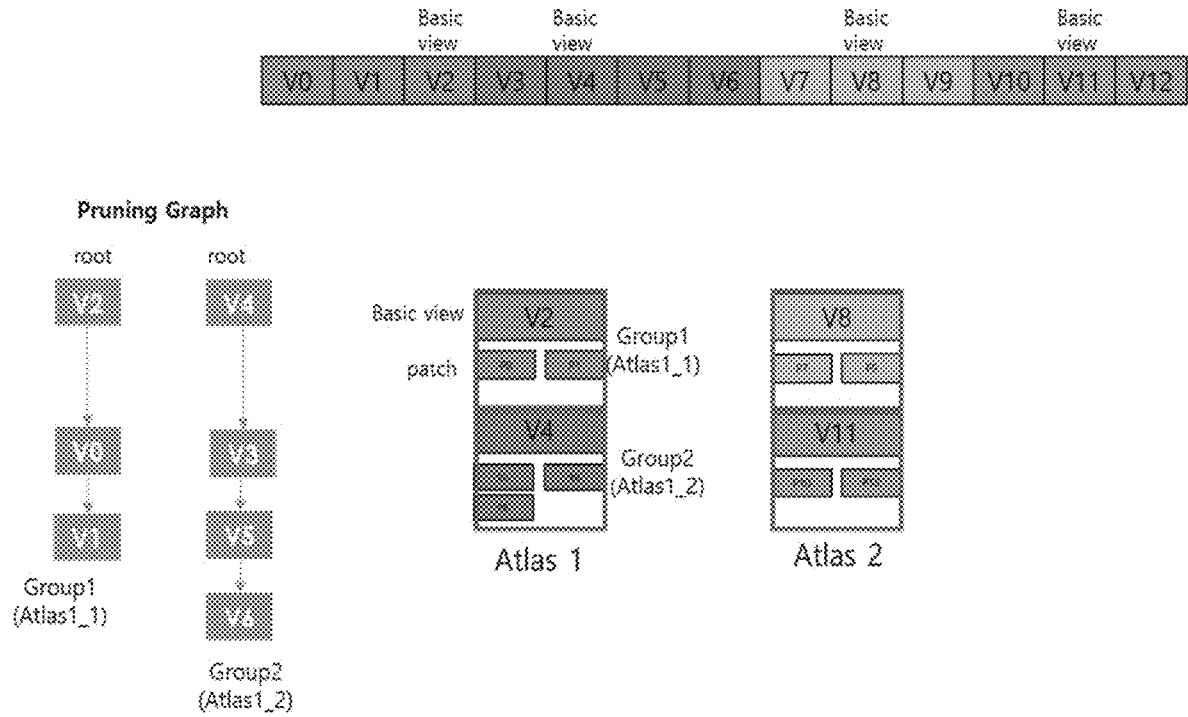 Basic
view
Basic
view
Basic
view
Basic
view
V0 V1 V2 V3 V4 V5 V6 V7 V8 V9 V10 V11 V12
Pruning Graph
root
root
V2
V4
V0
V3
V1
V5
V6
Group1
(Atlas1_1)
Group2
(Atlas1_2)
Basic view
V2
Group1
(Atlas1_1)
patch
V4
Group2
(Atlas1_2)
Atlas 1
V8
V11
Atlas 2